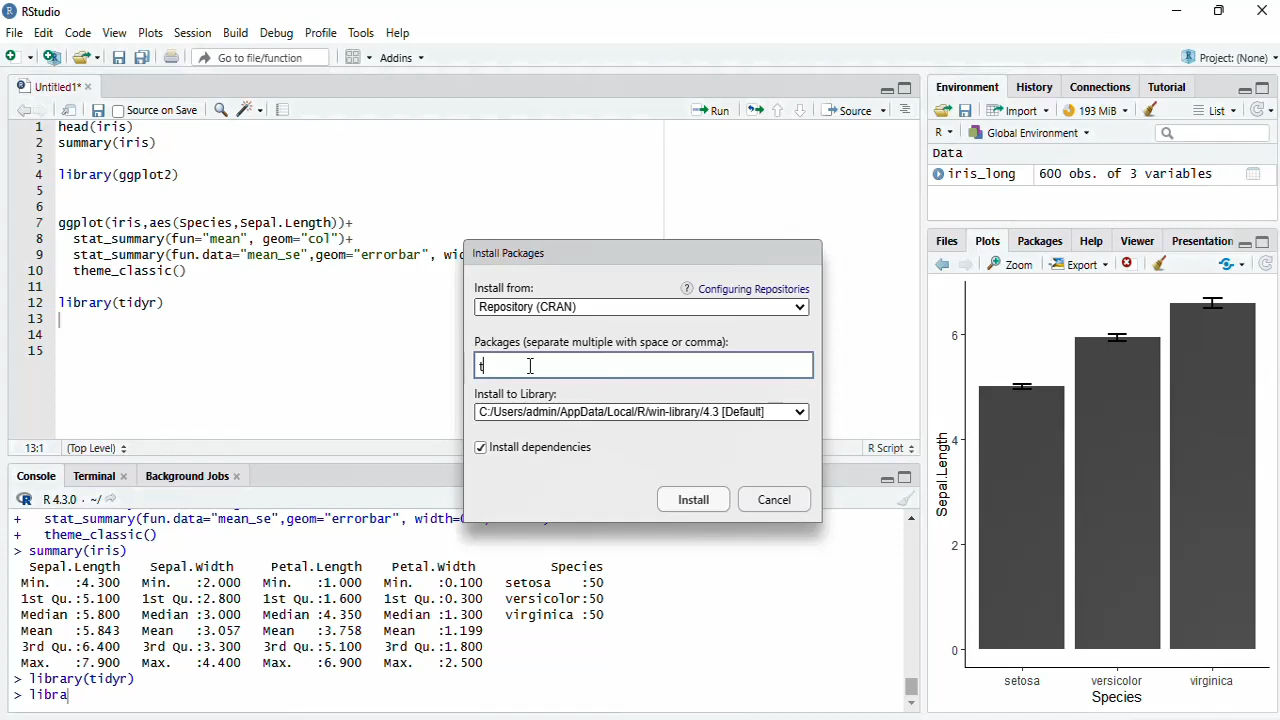 RStudio
File Edit Code View Plots Session Build Debug Profile Tools Help
Go to file/function Addins Project: (None)
Untitled1*
Source on Save Run Source
1 head(iris)
2 summary(iris)
3
4 library(ggplot2)
5
6
7 ggplot(iris,aes(Species,Sepal.Length))+
8 stat_summary(fun="mean", geom="col")+
9 stat_summary(fun.data="mean_se",geom="errorbar",
10 theme_classic()
11
12 library(tidyr)
13
14
15
13:1 (Top Level) R Script
Install Packages
Install from: ? Configuring Repositories
Repository (CRAN)
Packages (separate multiple with space or comma):
t
Install to Library:
C:/Users/admin/AppData/Local/R/win-library/4.3 [Default]
Install dependencies
Install Cancel
Console Terminal Background Jobs
R 4.3.0 · ~/
+ stat_summary(fun.data="mean_se",geom="errorbar",
+ theme_classic()
> summary(iris)
Sepal.Length Sepal.Width Petal.Length Petal.Width Species
Min. :4.300 Min. :2.000 Min. :1.000 Min. :0.100 setosa :50
1st Qu.:5.100 1st Qu.:2.800 1st Qu.:1.600 1st Qu.:0.300 versicolor:50
Median :5.800 Median :3.000 Median :4.350 Median :1.300 virginica :50
Mean :5.843 Mean :3.057 Mean :3.758 Mean :1.199
3rd Qu.:6.400 3rd Qu.:3.300 3rd Qu.:5.100 3rd Qu.:1.800
Max. :7.900 Max. :4.400 Max. :6.900 Max. :2.500
> library(tidyr)
> libra
Environment History Connections Tutorial
Import 193 MiB List
R Global Environment
Data
iris_long 600 obs. of 3 variables
Files Plots Packages Help Viewer Presentation
Zoom Export
Sepal.Length
6
4
2
0
setosa versicolor virginica
Species